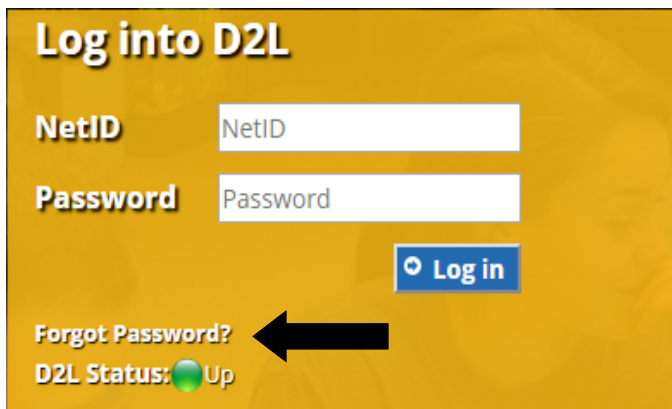 Log into D2L
NetID NetID
Password Password
Log in
Forgot Password?
D2L Status: Up